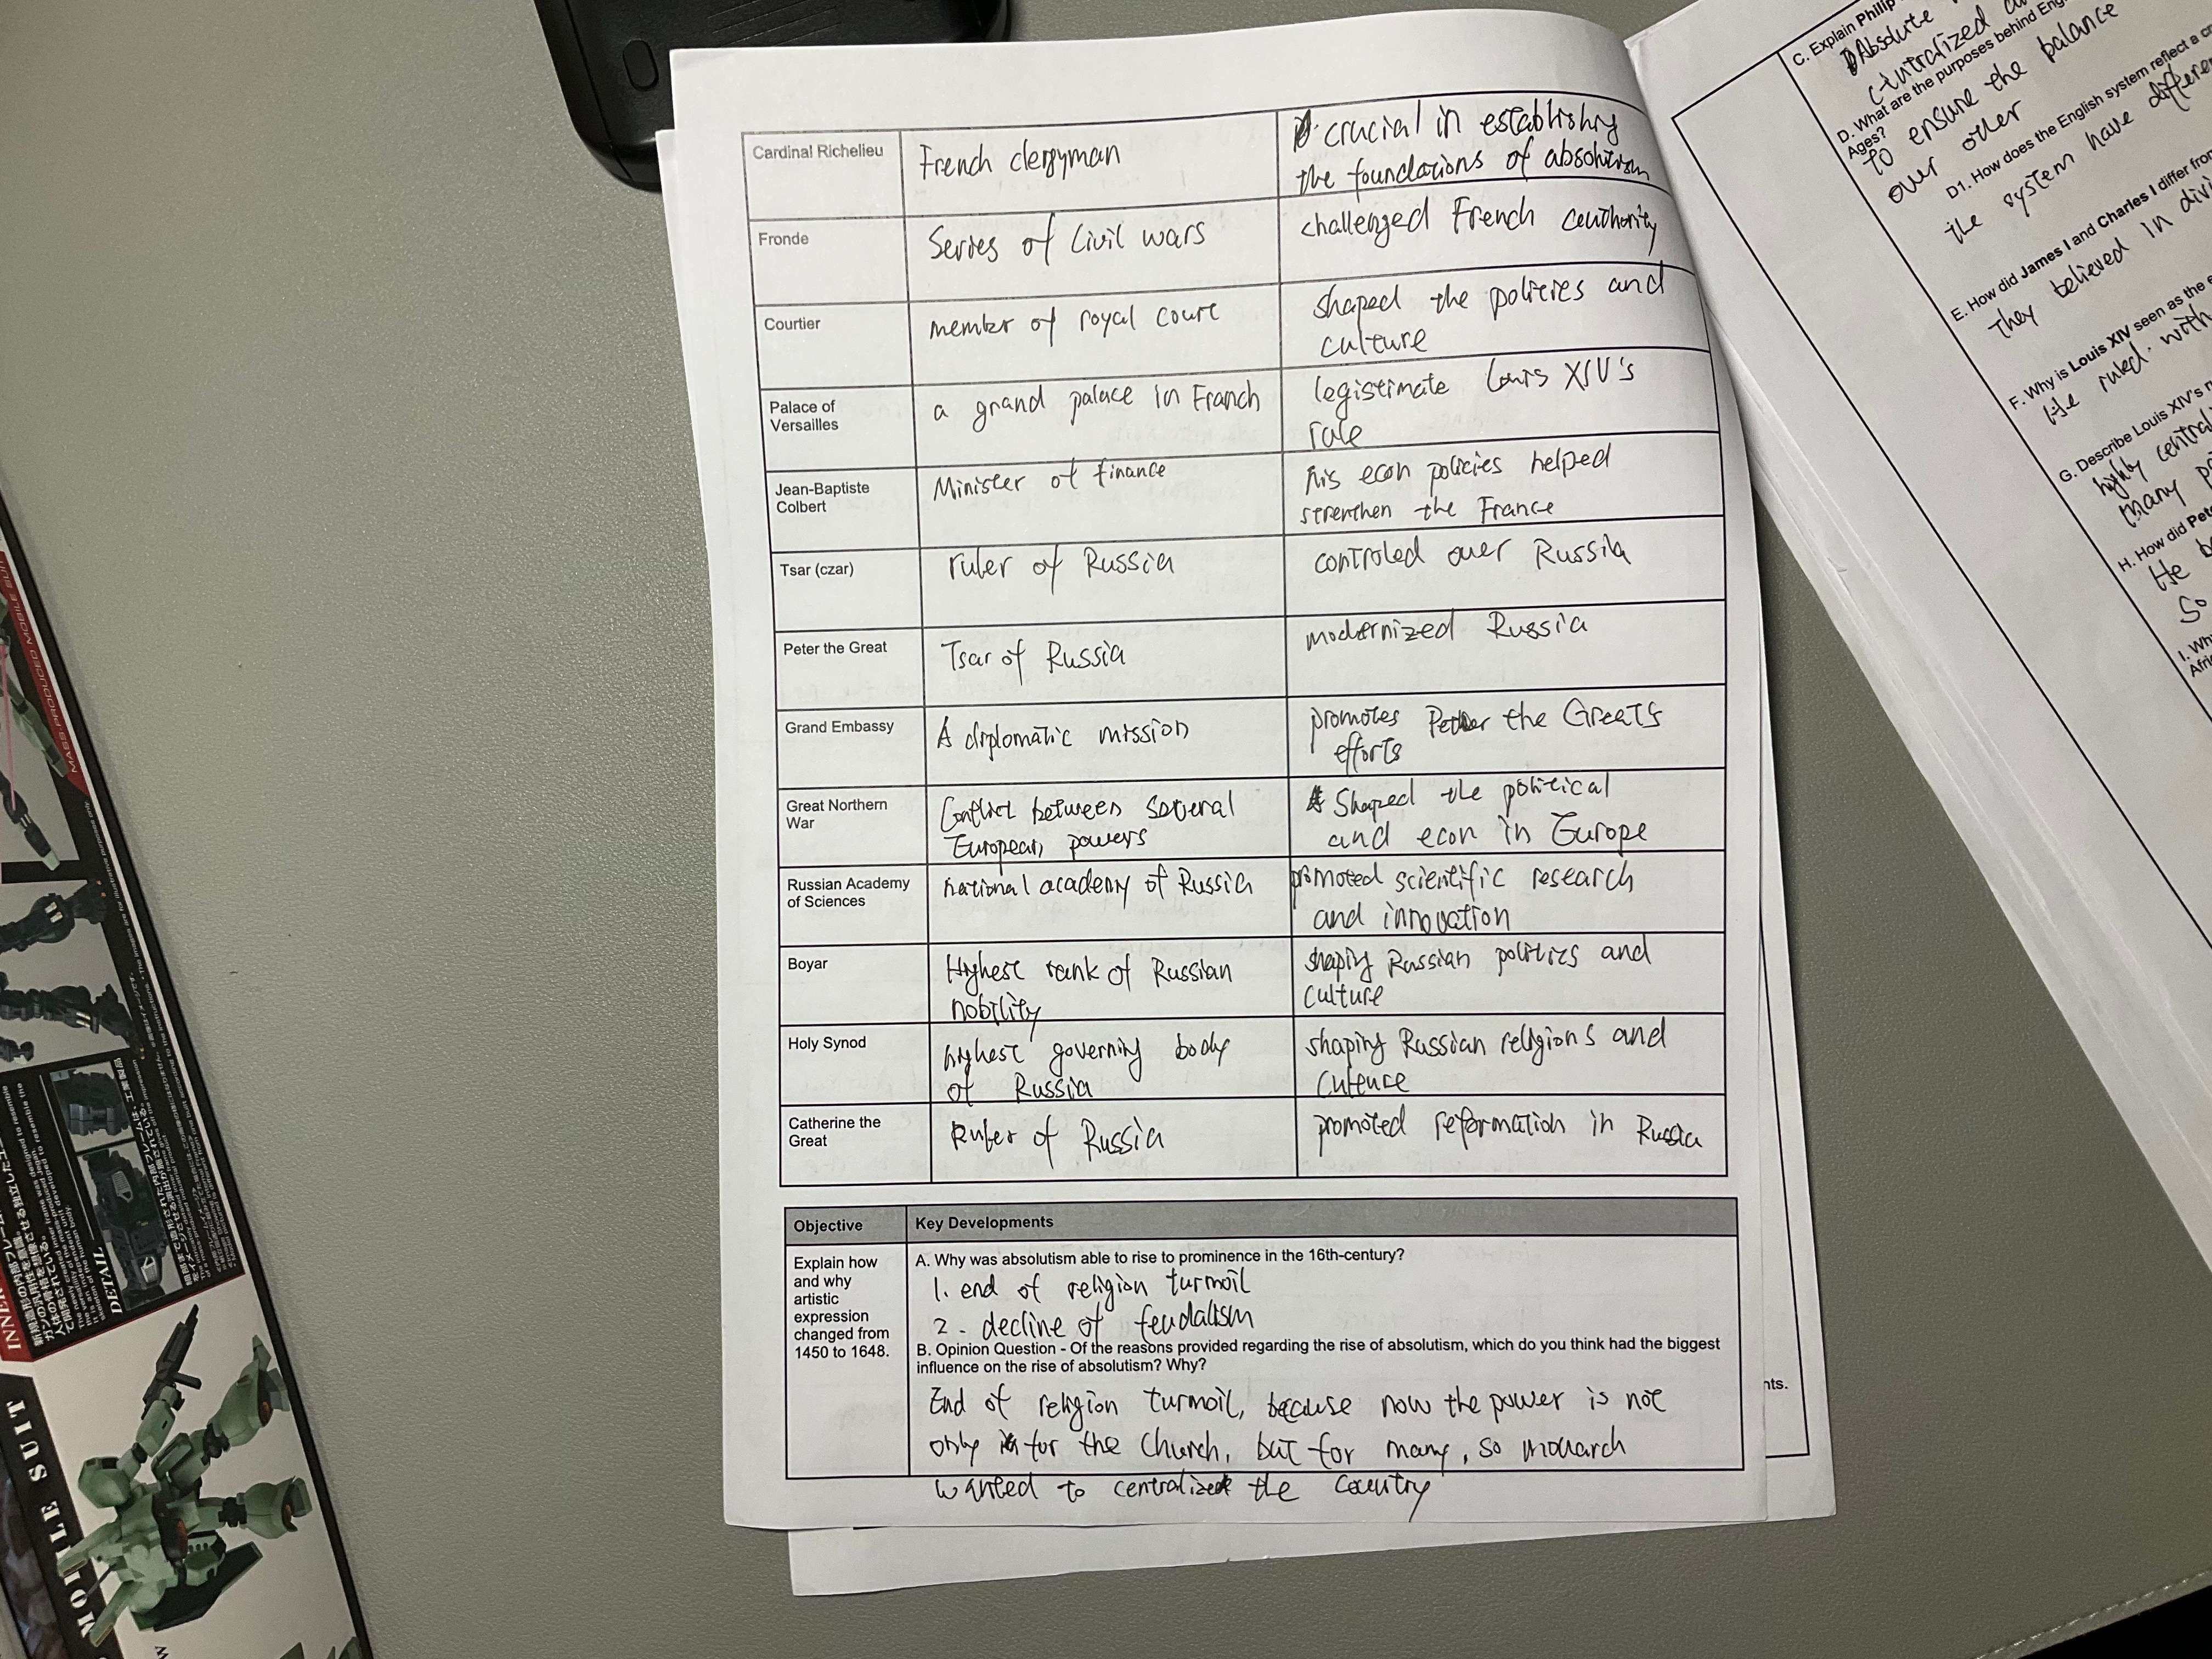 Cardinal Richelieu
French clergyman
crucial in establishing
the foundations of absolutism
Fronde
Series of Civil wars
challenged French authority
Courtier
member of royal court
shaped the policies and
culture
Palace of
Versailles
a grand palace in Franch
legistimate Louis XIV's
rule
Jean-Baptiste
Colbert
Minister of finance
his econ policies helped
strenthen the France
Tsar (czar)
ruler of Russia
controled over Russia
Peter the Great
Tsar of Russia
modernized Russia
Grand Embassy
A diplomatic mission
promotes Peter the Great's
efforts
Great Northern
War
Conflict between several
European powers
Shaped the political
and econ in Europe
Russian Academy
of Sciences
national academy of Russia
promoted scientific research
and innovation
Boyar
Highest rank of Russian
nobility
shaping Russian politics and
culture
Holy Synod
highest governing body
of Russia
shaping Russian religions and
culture
Catherine the
Great
Ruler of Russia
promoted reformation in Russia
Objective
Key Developments
Explain how
and why
artistic
expression
changed from
1450 to 1648.
A. Why was absolutism able to rise to prominence in the 16th-century?
1. end of religion turmoil
2. decline of feudalism
B. Opinion Question - Of the reasons provided regarding the rise of absolutism, which do you think had the biggest
influence on the rise of absolutism? Why?
End of religion turmoil, because now the power is not
only for the Church, but for many, so monarch
wanted to centralize the country
nts.
C. Explain Philip
Absolute
centralized
D. What are the purposes behind Eng
Ages?
to ensure the balance
over other
D1. How does the English system reflect a
the system have different
E. How did James I and Charles I differ from
they believed in divi
F. Why is Louis XIV seen as the
He ruled with
G. Describe Louis XIV's
highly central
many
H. How did Pet
He
So
I. Wh
Afri
MASS-PRODUCED MOBILE SUIT
DETAIL
INNER
MOBILE SUIT